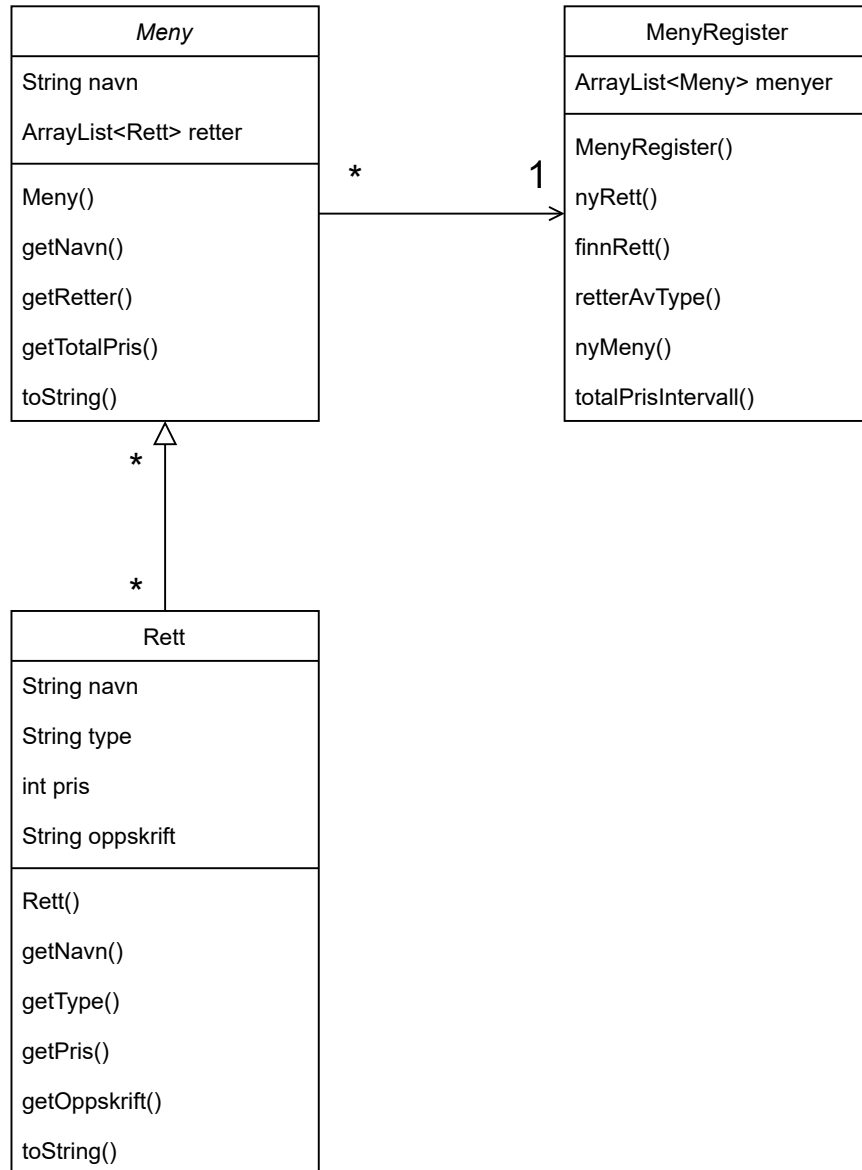 Meny
String navn
ArrayList<Rett> retter
Meny()
getNavn()
getRetter()
getTotalPris()
toString()
*
1
MenyRegister
ArrayList<Meny> menyer
MenyRegister()
nyRett()
finnRett()
retterAvType()
nyMeny()
totalPrisIntervall()
*
*
Rett
String navn
String type
int pris
String oppskrift
Rett()
getNavn()
getType()
getPris()
getOppskrift()
toString()